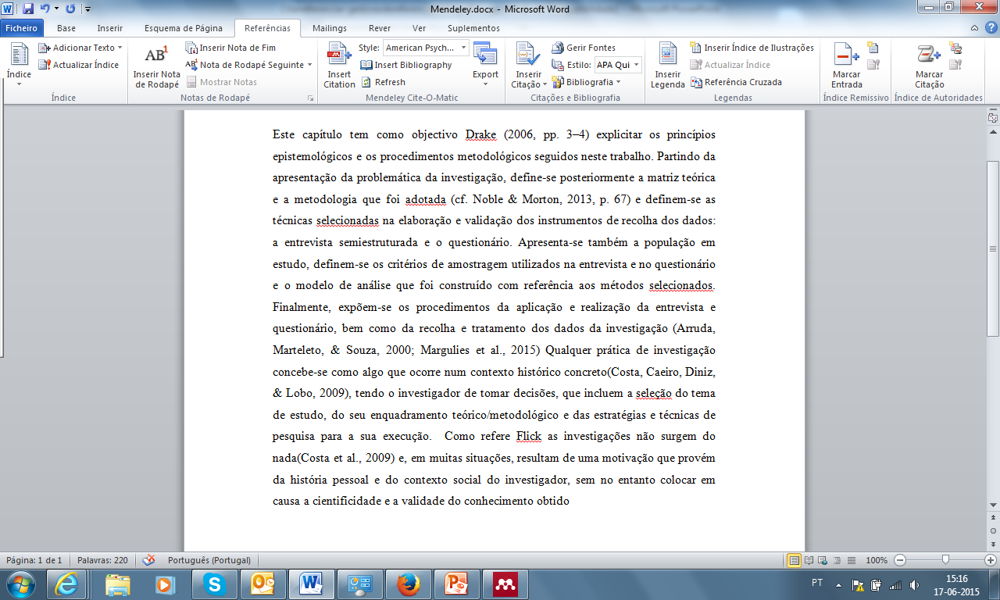 Mendeley.docx - Microsoft Word
Ficheiro Base Inserir Esquema de Página Referências Mailings Rever Ver Suplementos
Índice
Adicionar Texto
Actualizar Índice
Índice
AB1
Inserir Nota de Rodapé
Inserir Nota de Fim
Nota de Rodapé Seguinte
Mostrar Notas
Notas de Rodapé
Insert Citation
Style: American Psych...
Insert Bibliography
Refresh
Export
Mendeley Cite-O-Matic
Inserir Citação
Gerir Fontes
Estilo: APA Qui
Bibliografia
Citações e Bibliografia
Inserir Legenda
Inserir Índice de Ilustrações
Actualizar Índice
Referência Cruzada
Legendas
Marcar Entrada
Índice Remissivo
Marcar Citação
Índice de Autoridades
Este capítulo tem como objectivo Drake (2006, pp. 3–4) explicitar os princípios
epistemológicos e os procedimentos metodológicos seguidos neste trabalho. Partindo da
apresentação da problemática da investigação, define-se posteriormente a matriz teórica
e a metodologia que foi adotada (cf. Noble & Morton, 2013, p. 67) e definem-se as
técnicas selecionadas na elaboração e validação dos instrumentos de recolha dos dados:
a entrevista semiestruturada e o questionário. Apresenta-se também a população em
estudo, definem-se os critérios de amostragem utilizados na entrevista e no questionário
e o modelo de análise que foi construído com referência aos métodos selecionados.
Finalmente, expõem-se os procedimentos da aplicação e realização da entrevista e
questionário, bem como da recolha e tratamento dos dados da investigação (Arruda,
Marteleto, & Souza, 2000; Margulies et al., 2015) Qualquer prática de investigação
concebe-se como algo que ocorre num contexto histórico concreto(Costa, Caeiro, Diniz,
& Lobo, 2009), tendo o investigador de tomar decisões, que incluem a seleção do tema
de estudo, do seu enquadramento teórico/metodológico e das estratégias e técnicas de
pesquisa para a sua execução. Como refere Flick as investigações não surgem do
nada(Costa et al., 2009) e, em muitas situações, resultam de uma motivação que provém
da história pessoal e do contexto social do investigador, sem no entanto colocar em
causa a cientificidade e a validade do conhecimento obtido
Página: 1 de 1 Palavras: 220 Português (Portugal) 100%
PT 15:16
17-06-2015